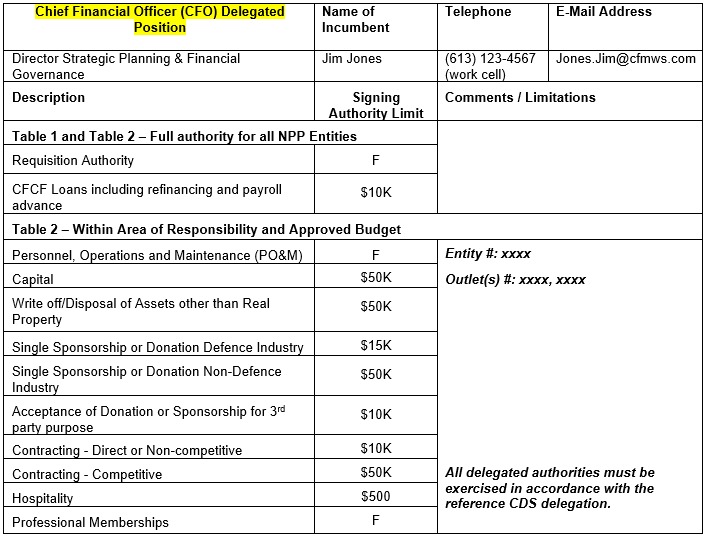 Chief Financial Officer (CFO) Delegated
Position
Name of
Incumbent
Telephone
E-Mail Address
Director Strategic Planning & Financial
Governance
Jim Jones
(613) 123-4567
(work cell)
Jones.Jim@cfmws.com
Description
Signing
Authority Limit
Comments / Limitations
Table 1 and Table 2 – Full authority for all NPP Entities
Requisition Authority
F
CFCF Loans including refinancing and payroll
advance
$10K
Table 2 – Within Area of Responsibility and Approved Budget
Personnel, Operations and Maintenance (PO&M)
F
Entity #: xxxx
Capital
$50K
Outlet(s) #: xxxx, xxxx
Write off/Disposal of Assets other than Real
Property
$50K
Single Sponsorship or Donation Defence Industry
$15K
Single Sponsorship or Donation Non-Defence
Industry
$50K
Acceptance of Donation or Sponsorship for 3rd
party purpose
$10K
Contracting - Direct or Non-competitive
$10K
Contracting - Competitive
$50K
Hospitality
$500
Professional Memberships
F
All delegated authorities must be
exercised in accordance with the
reference CDS delegation.